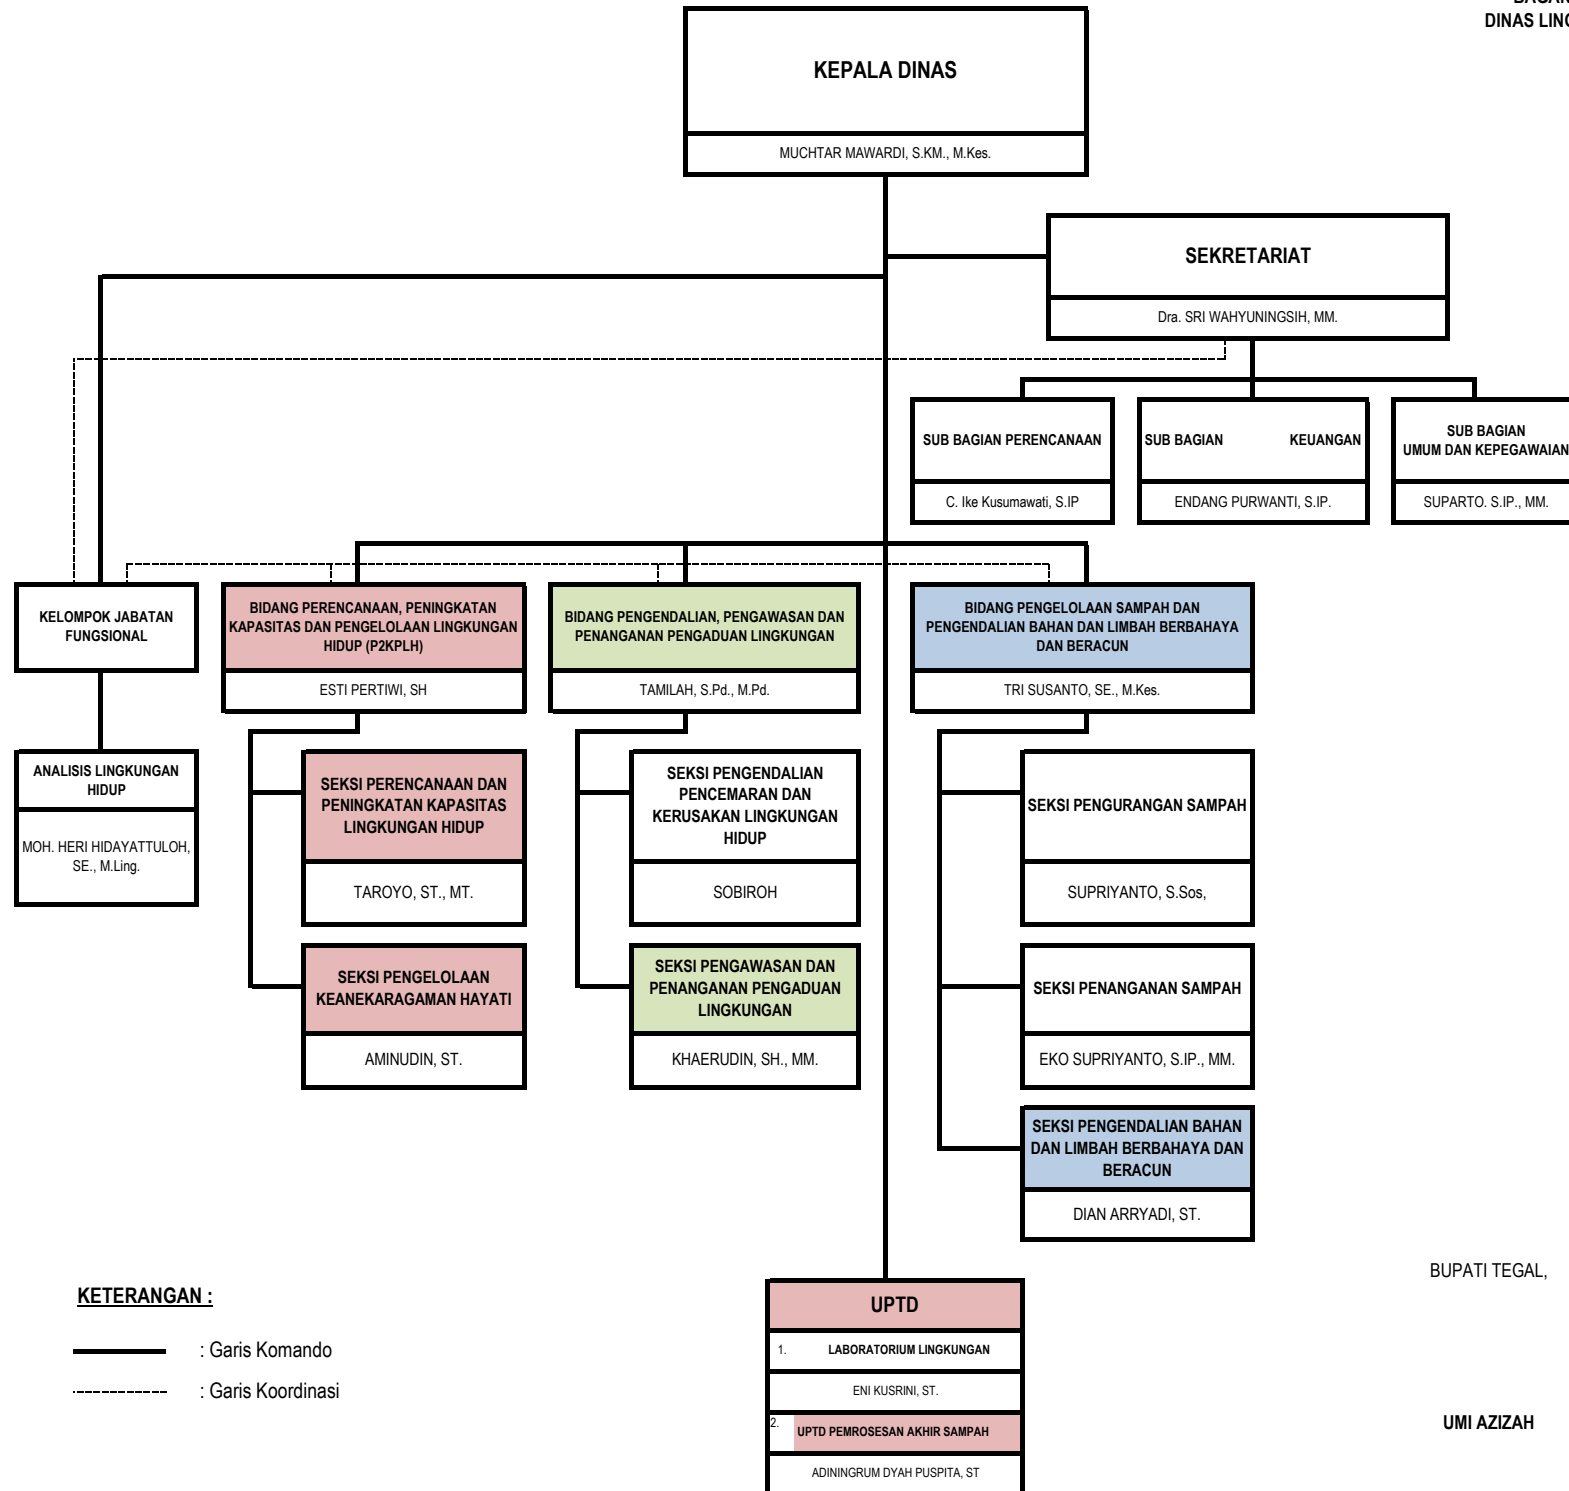 DINAS
KEPALA DINAS
MUCHTAR MAWARDI, S.KM., M.Kes.
SEKRETARIAT
Dra. SRI WAHYUNINGSIH, MM.
SUB BAGIAN PERENCANAAN
C. Ike Kusumawati, S.IP
SUB BAGIAN KEUANGAN
ENDANG PURWANTI, S.IP.
SUB BAGIAN
UMUM DAN KEPEGAWAIAN
SUPARTO. S.IP., MM.
KELOMPOK JABATAN
FUNGSIONAL
ANALISIS LINGKUNGAN
HIDUP
MOH. HERI HIDAYATTULOH,
SE., M.Ling.
BIDANG PERENCANAAN, PENINGKATAN
KAPASITAS DAN PENGELOLAAN LINGKUNGAN
HIDUP (P2KPLH)
ESTI PERTIWI, SH
SEKSI PERENCANAAN DAN
PENINGKATAN KAPASITAS
LINGKUNGAN HIDUP
TAROYO, ST., MT.
SEKSI PENGELOLAAN
KEANEKARAGAMAN HAYATI
AMINUDIN, ST.
BIDANG PENGENDALIAN, PENGAWASAN DAN
PENANGANAN PENGADUAN LINGKUNGAN
TAMILAH, S.Pd., M.Pd.
SEKSI PENGENDALIAN
PENCEMARAN DAN
KERUSAKAN LINGKUNGAN
HIDUP
SOBIROH
SEKSI PENGAWASAN DAN
PENANGANAN PENGADUAN
LINGKUNGAN
KHAERUDIN, SH., MM.
BIDANG PENGELOLAAN SAMPAH DAN
PENGENDALIAN BAHAN DAN LIMBAH BERBAHAYA
DAN BERACUN
TRI SUSANTO, SE., M.Kes.
SEKSI PENGURANGAN SAMPAH
SUPRIYANTO, S.Sos,
SEKSI PENANGANAN SAMPAH
EKO SUPRIYANTO, S.IP., MM.
SEKSI PENGENDALIAN BAHAN
DAN LIMBAH BERBAHAYA DAN
BERACUN
DIAN ARRYADI, ST.
UPTD
1. LABORATORIUM LINGKUNGAN
ENI KUSRINI, ST.
2. UPTD PEMROSESAN AKHIR SAMPAH
ADININGRUM DYAH PUSPITA, ST
KETERANGAN :
: Garis Komando
: Garis Koordinasi
BUPATI TEGAL,
UMI AZIZAH